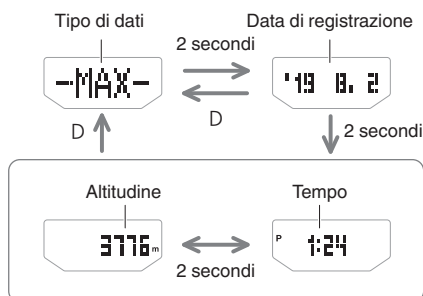 Tipo di dati
2 secondi
Data di registrazione
-MAX-
'19 8. 2
D
D
2 secondi
Altitudine
Tempo
3776m
P 1:24
2 secondi